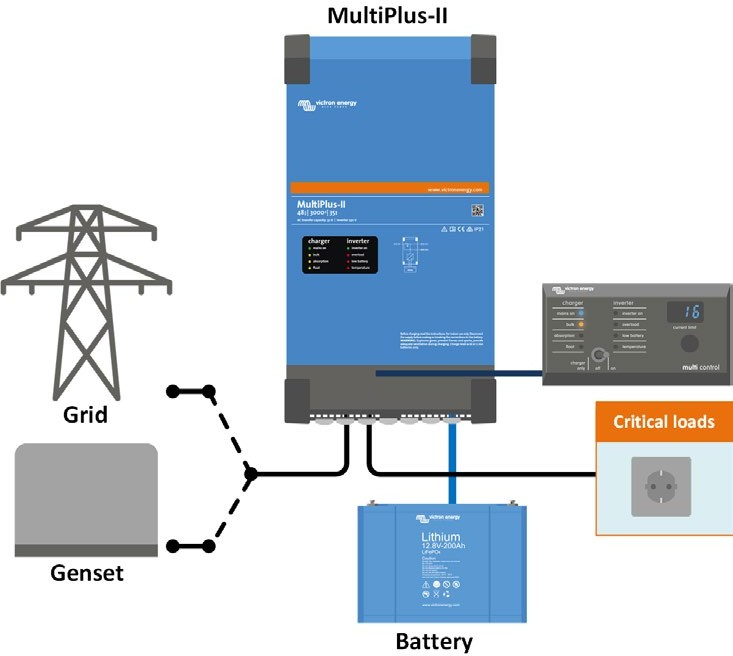 MultiPlus-II
victron energy
www.victronenergy.com
MultiPlus-II
charger
inverter
mains on
inverter on
bulk
overload
absorption
low battery
float
temperature
victron energy
charger
inverter
mains on
inverter on
bulk
overload
absorption
low battery
float
temperature
16
current limit
charger only
off
on
multi control
Grid
Genset
Critical loads
victron energy
Lithium
12,8V-200Ah
LiFePO4
Battery